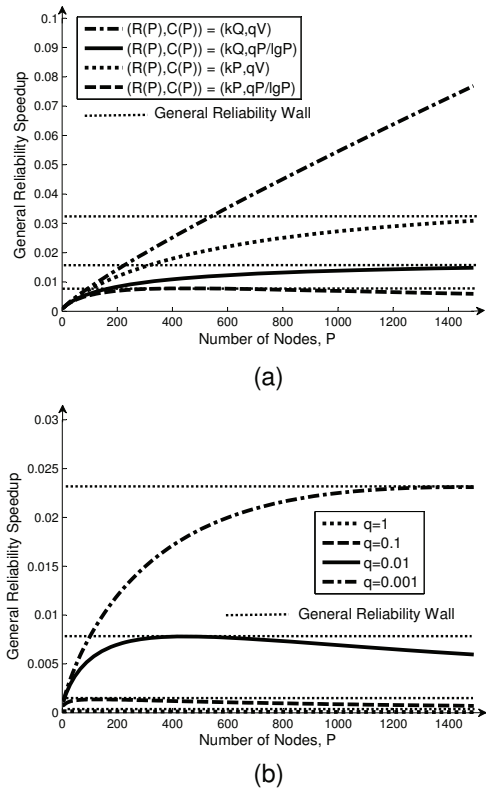 0.1
0.09
0.08
0.07
0.06
0.05
0.04
0.03
0.02
0.01
0
General Reliability Speedup
(R(P),C(P)) = (kQ,qV)
(R(P),C(P)) = (kQ,qP/lgP)
(R(P),C(P)) = (kP,qV)
(R(P),C(P)) = (kP,qP/lgP)
General Reliability Wall
0 200 400 600 800 1000 1200 1400
Number of Nodes, P
(a)
0.03
0.025
0.02
0.015
0.01
0.005
0
General Reliability Speedup
q=1
q=0.1
q=0.01
q=0.001
General Reliability Wall
0 200 400 600 800 1000 1200 1400
Number of Nodes, P
(b)